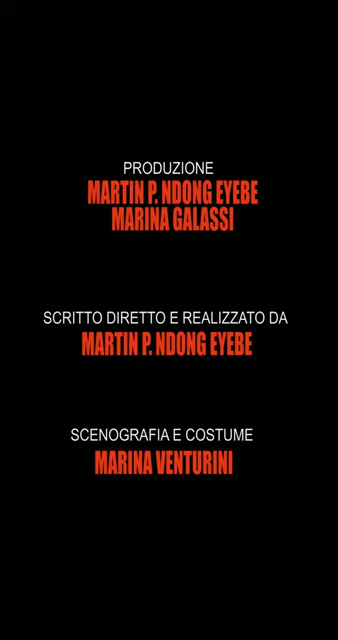 PRODUZIONE
MARTIN P. NDONG EYEBE
MARINA GALASSI
SCRITTO DIRETTO E REALIZZATO DA
MARTIN P. NDONG EYEBE
SCENOGRAFIA E COSTUME
MARINA VENTURINI